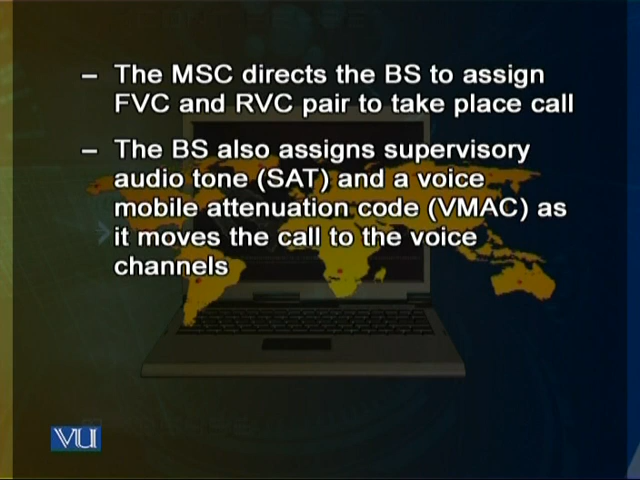 – The MSC directs the BS to assign
FVC and RVC pair to take place call
– The BS also assigns supervisory
audio tone (SAT) and a voice
mobile attenuation code (VMAC) as
it moves the call to the voice
channels
VU